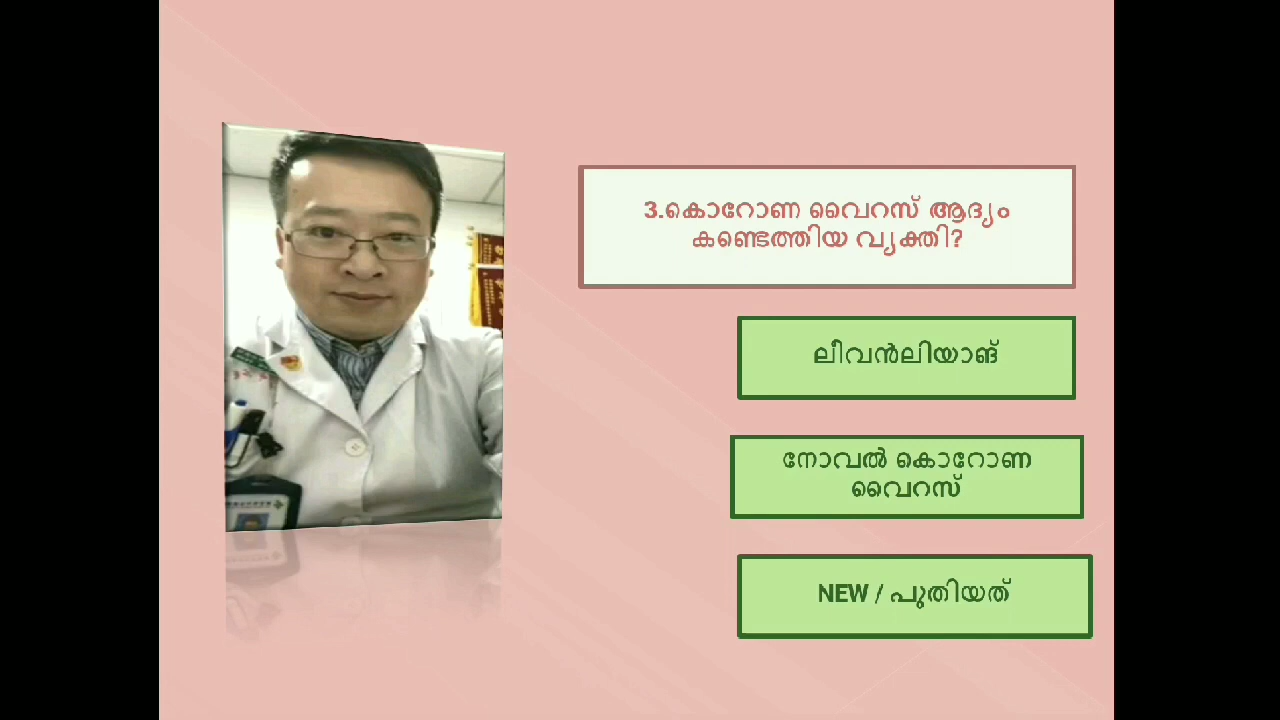 3.കൊറോണ വൈറസ് ആദ്യം
കണ്ടെത്തിയ വ്യക്തി?
ലീവൻലിയാങ്
നോവൽ കൊറോണ
വൈറസ്
NEW / പുതിയത്